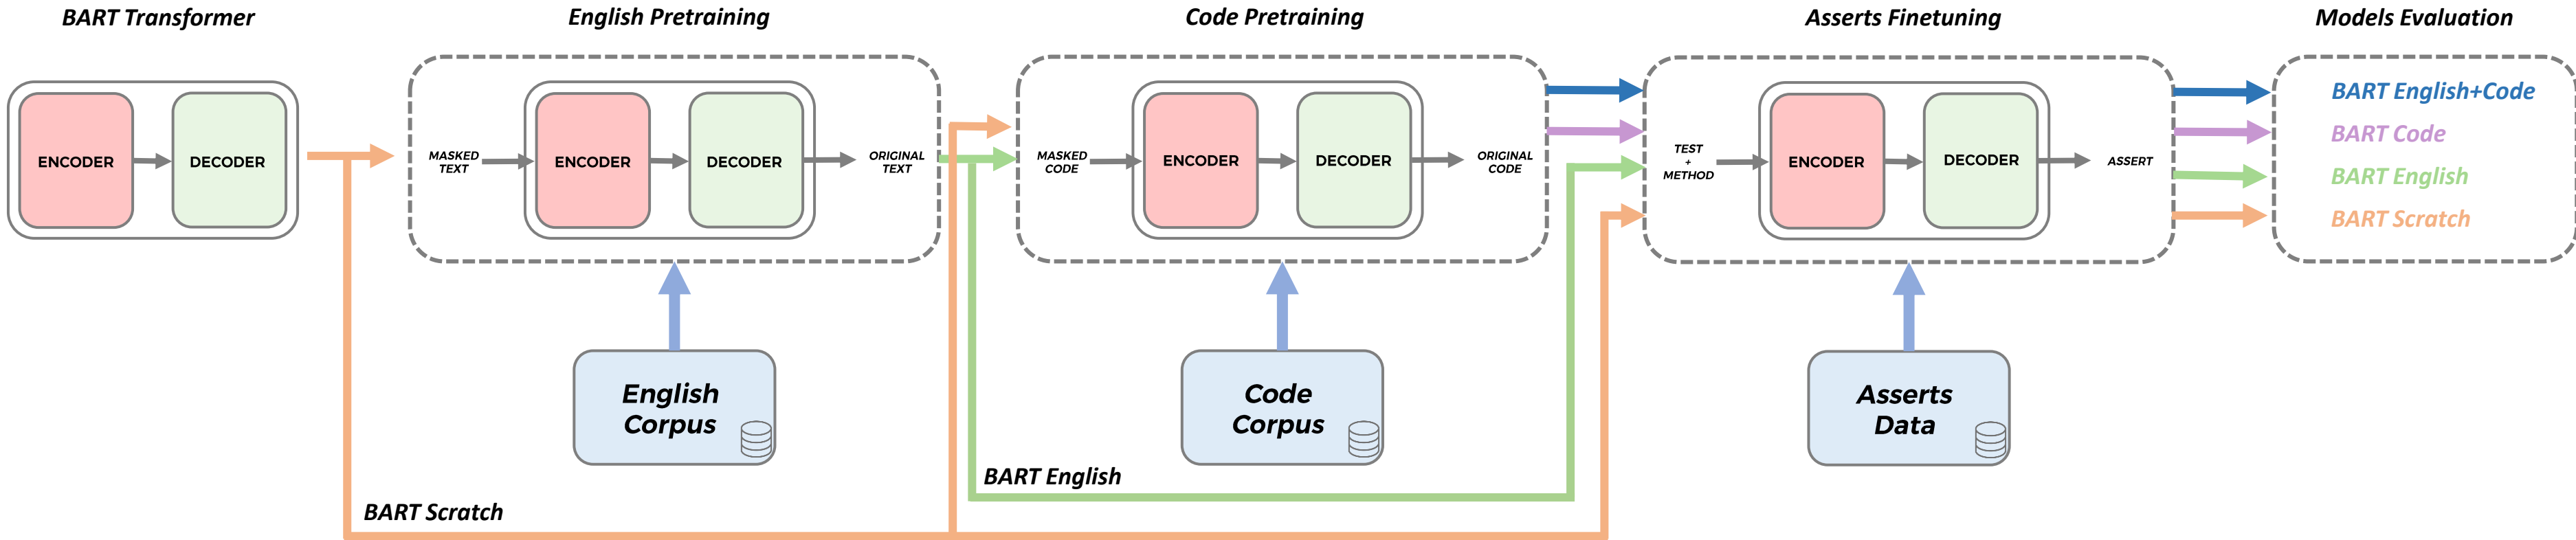 BART Transformer
English Pretraining
Code Pretraining
Asserts Finetuning
Models Evaluation
ENCODER
DECODER
MASKED
TEXT
ENCODER
DECODER
ORIGINAL
TEXT
MASKED
CODE
ENCODER
DECODER
ORIGINAL
CODE
TEST
+
METHOD
ENCODER
DECODER
ASSERT
BART English+Code
BART Code
BART English
BART Scratch
English
Corpus
Code
Corpus
Asserts
Data
BART English
BART Scratch